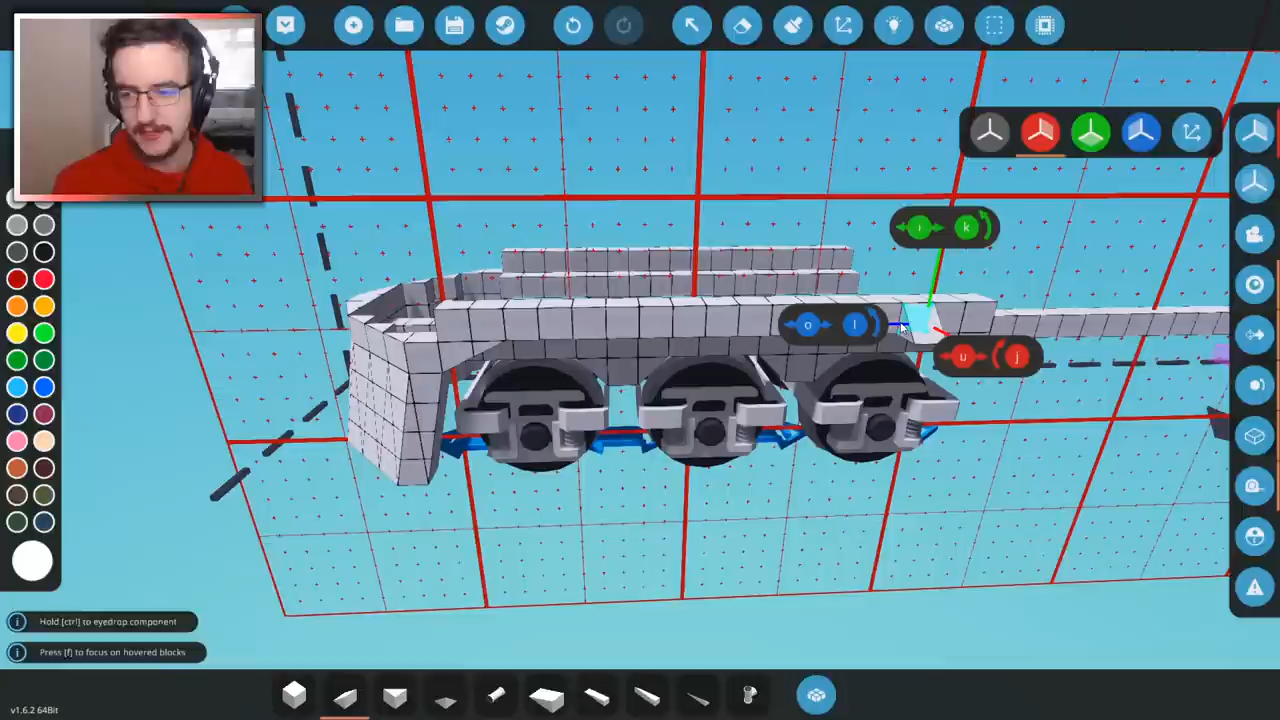 i k
o l
u j
Hold [ctrl] to eyedrop component
Press [f] to focus on hovered blocks
v1.6.2 64Bit